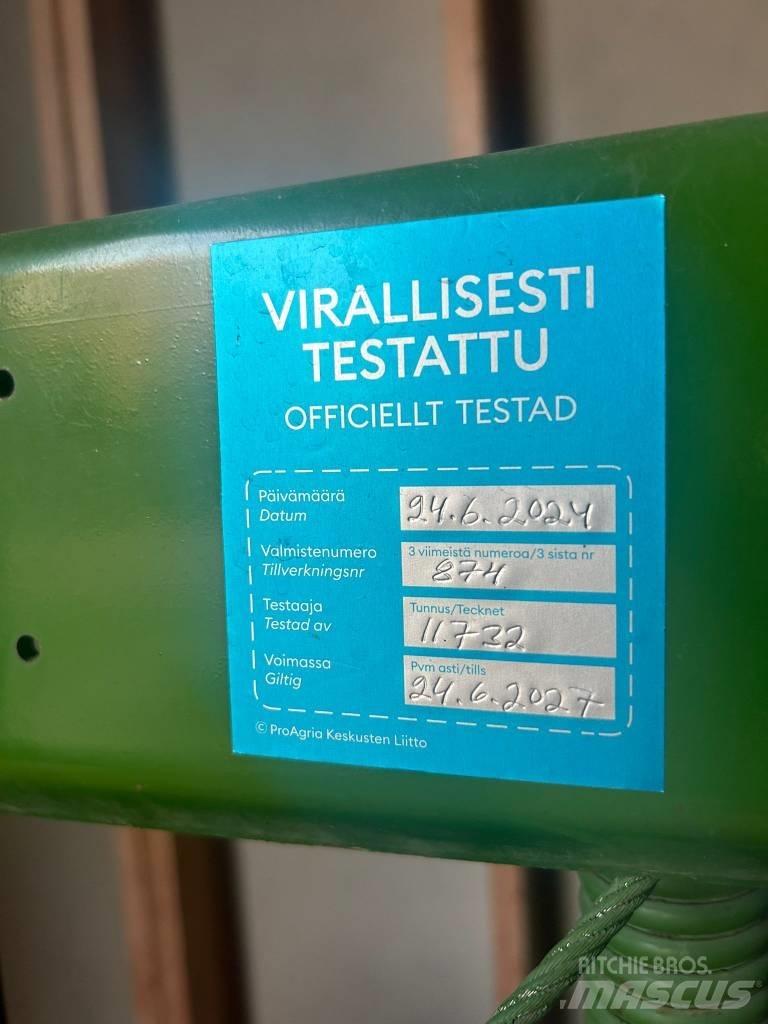 VIRALLISESTI
TESTATTU
OFFICIELLT TESTAD
Päivämäärä
Datum
24.6.2024
Valmistenumero
Tillverkningsnr
3 viimeistä numeroa/3 sista nr
874
Testaaja
Testad av
Tunnus/Tecknet
11.732
Voimassa
Giltig
Pvm asti/tills
24.6.2027
© ProAgria Keskusten Liitto
RITCHIE BROS.
MASCUS